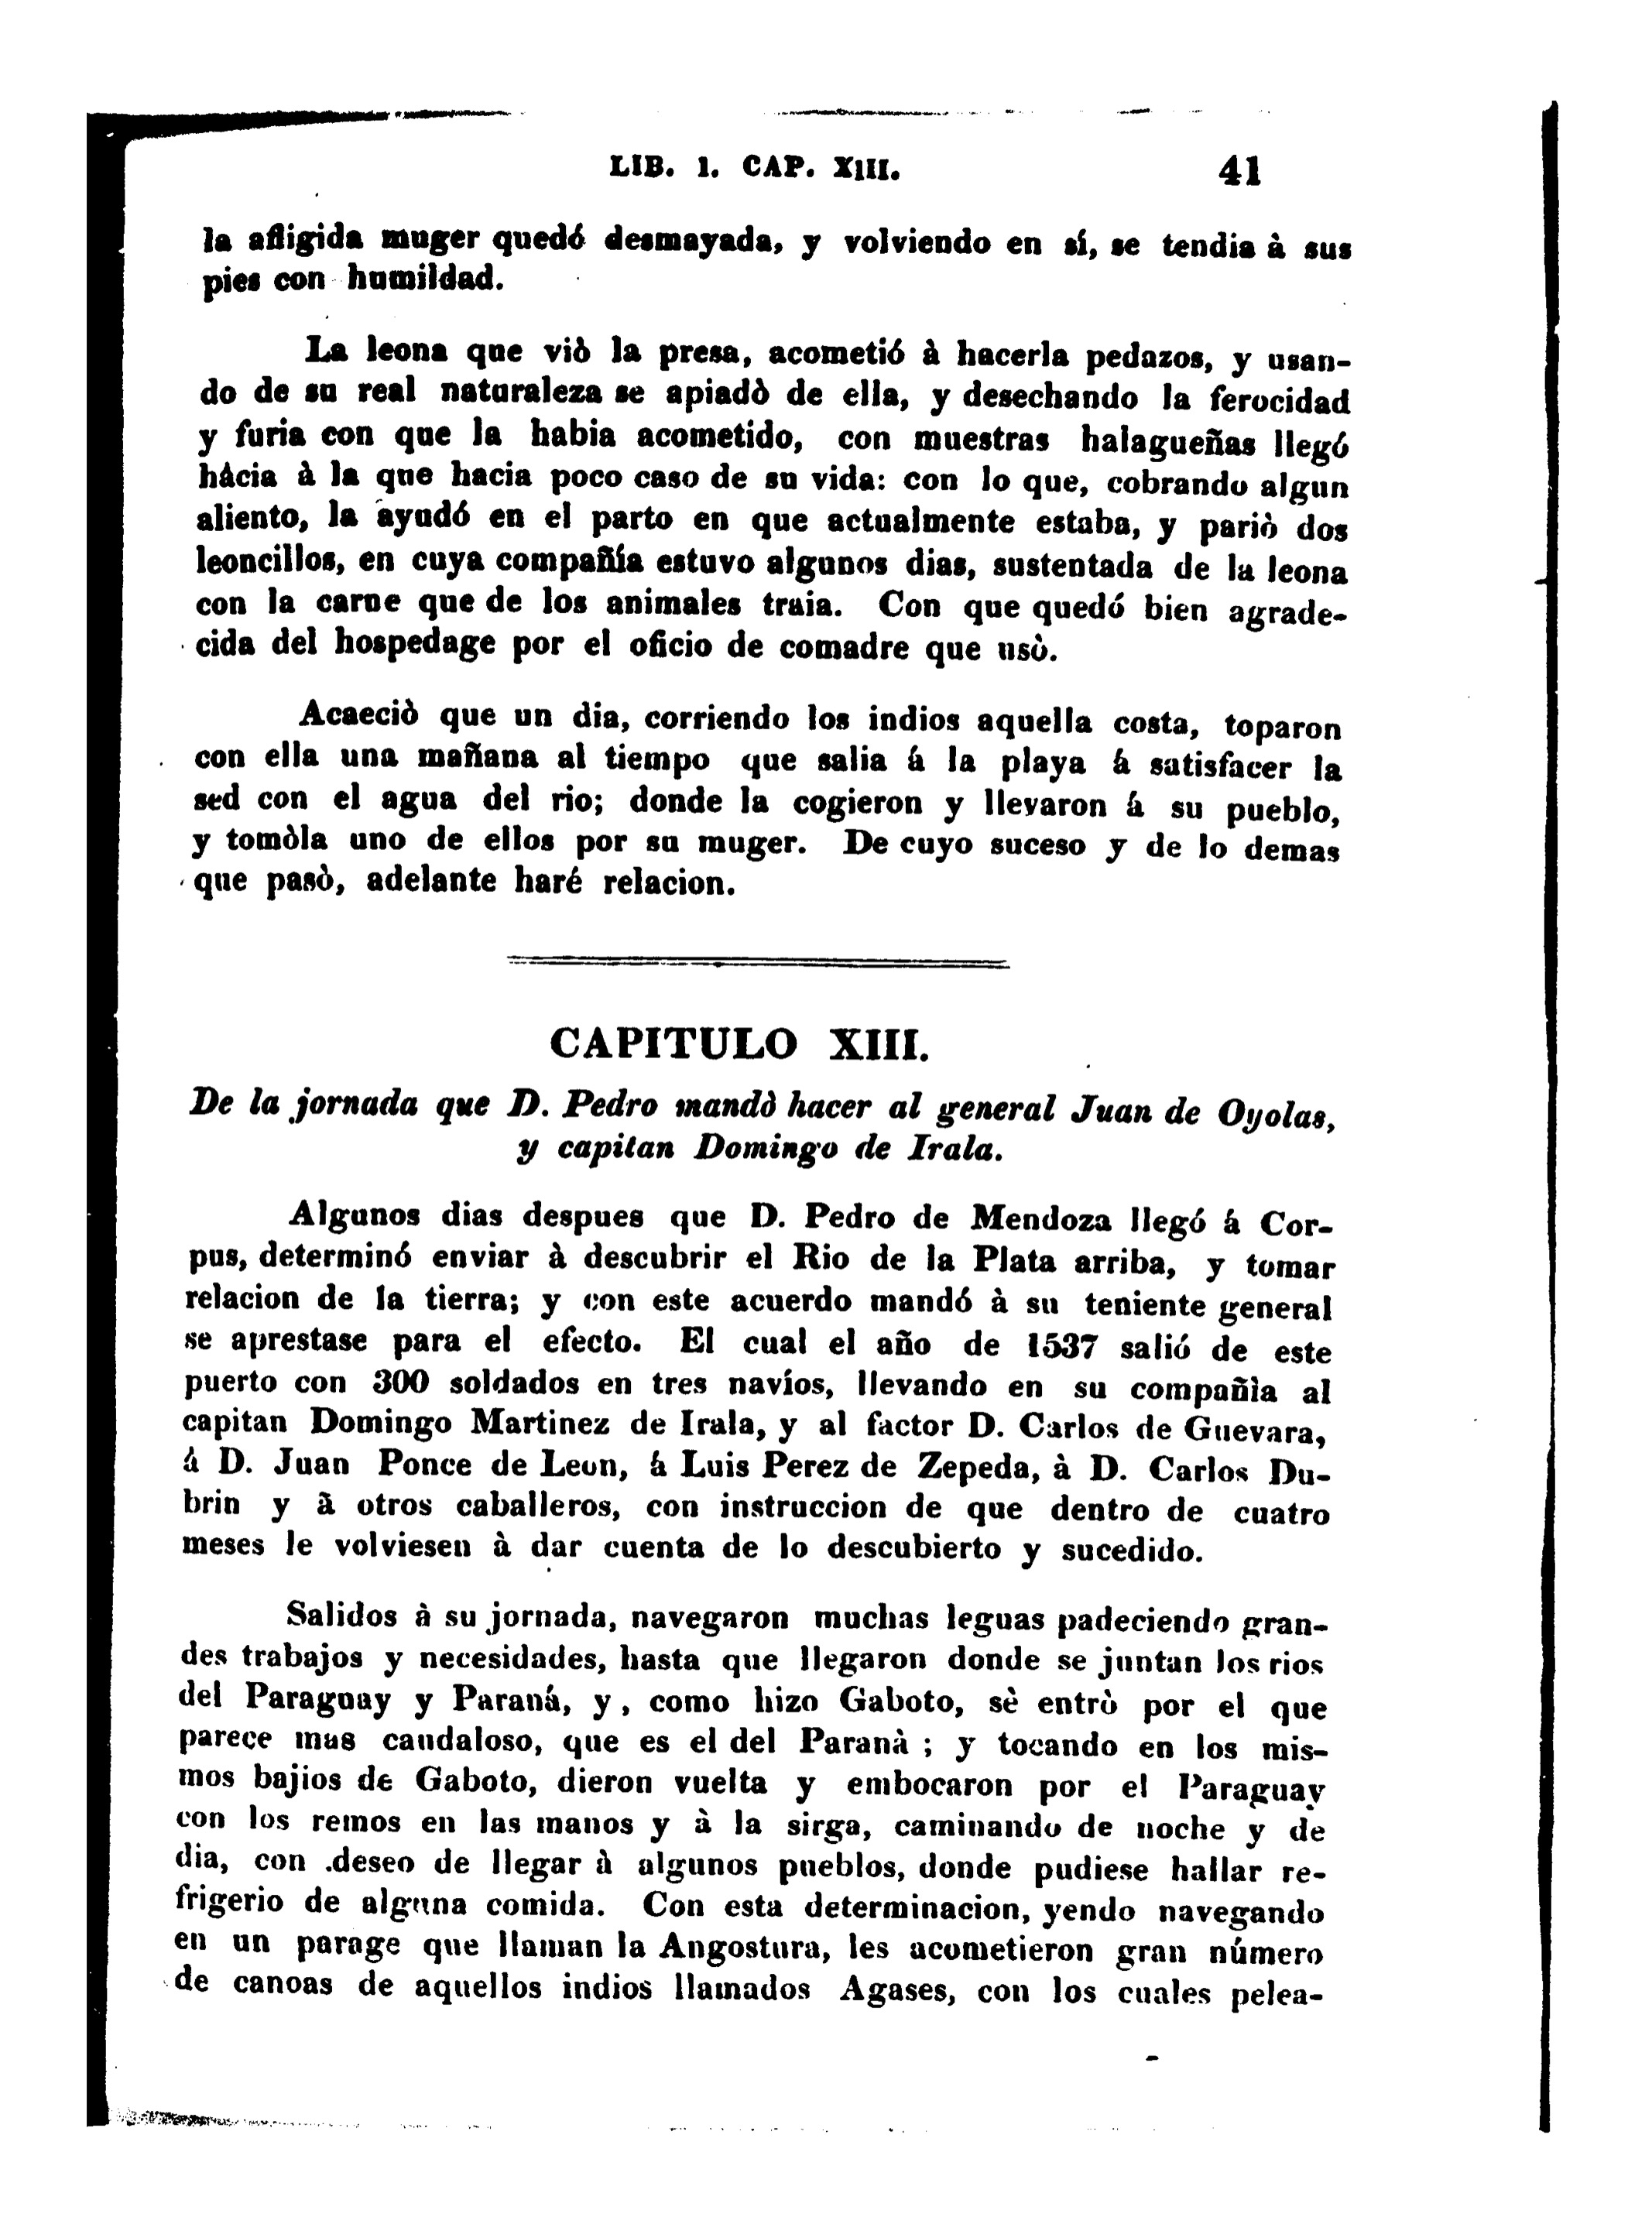 LIB. 1. CAP. XIII. 41
la afligida muger quedó desmayada, y volviendo en sí, se tendia à sus
pies con humildad.
La leona que viò la presa, acometió à hacerla pedazos, y usan-
do de su real naturaleza se apiadò de ella, y desechando la ferocidad
y furia con que la habia acometido, con muestras halagueñas llegó
hácia à la que hacia poco caso de su vida: con lo que, cobrando algun
aliento, la ayudó en el parto en que actualmente estaba, y pariò dos
leoncillos, en cuya compañía estuvo algunos dias, sustentada de la leona
con la carne que de los animales traia. Con que quedó bien agrade-
cida del hospedage por el oficio de comadre que usò.
Acaeciò que un dia, corriendo los indios aquella costa, toparon
con ella una mañana al tiempo que salia á la playa á satisfacer la
sed con el agua del rio; donde la cogieron y llevaron á su pueblo,
y tomòla uno de ellos por su muger. De cuyo suceso y de lo demas
que pasò, adelante haré relacion.
CAPITULO XIII.
De la jornada que D. Pedro mandò hacer al general Juan de Oyolas,
y capitan Domingo de Irala.
Algunos dias despues que D. Pedro de Mendoza llegó á Cor-
pus, determinó enviar à descubrir el Rio de la Plata arriba, y tomar
relacion de la tierra; y con este acuerdo mandó à su teniente general
se aprestase para el efecto. El cual el año de 1537 salió de este
puerto con 300 soldados en tres navíos, llevando en su compañìa al
capitan Domingo Martinez de Irala, y al factor D. Carlos de Guevara,
á D. Juan Ponce de Leon, á Luis Perez de Zepeda, à D. Carlos Du-
brin y ã otros caballeros, con instruccion de que dentro de cuatro
meses le volviesen à dar cuenta de lo descubierto y sucedido.
Salidos à su jornada, navegaron muchas leguas padeciendo gran-
des trabajos y necesidades, hasta que llegaron donde se juntan los rios
del Paraguay y Paraná, y, como hizo Gaboto, sè entrò por el que
parece mas caudaloso, que es el del Paranà; y tocando en los mis-
mos bajios de Gaboto, dieron vuelta y embocaron por el Paraguay
con los remos en las manos y à la sirga, caminando de noche y de
dia, con deseo de llegar à algunos pueblos, donde pudiese hallar re-
frigerio de alguna comida. Con esta determinacion, yendo navegando
en un parage que llaman la Angostura, les acometieron gran número
de canoas de aquellos indios llamados Agases, con los cuales pelea-